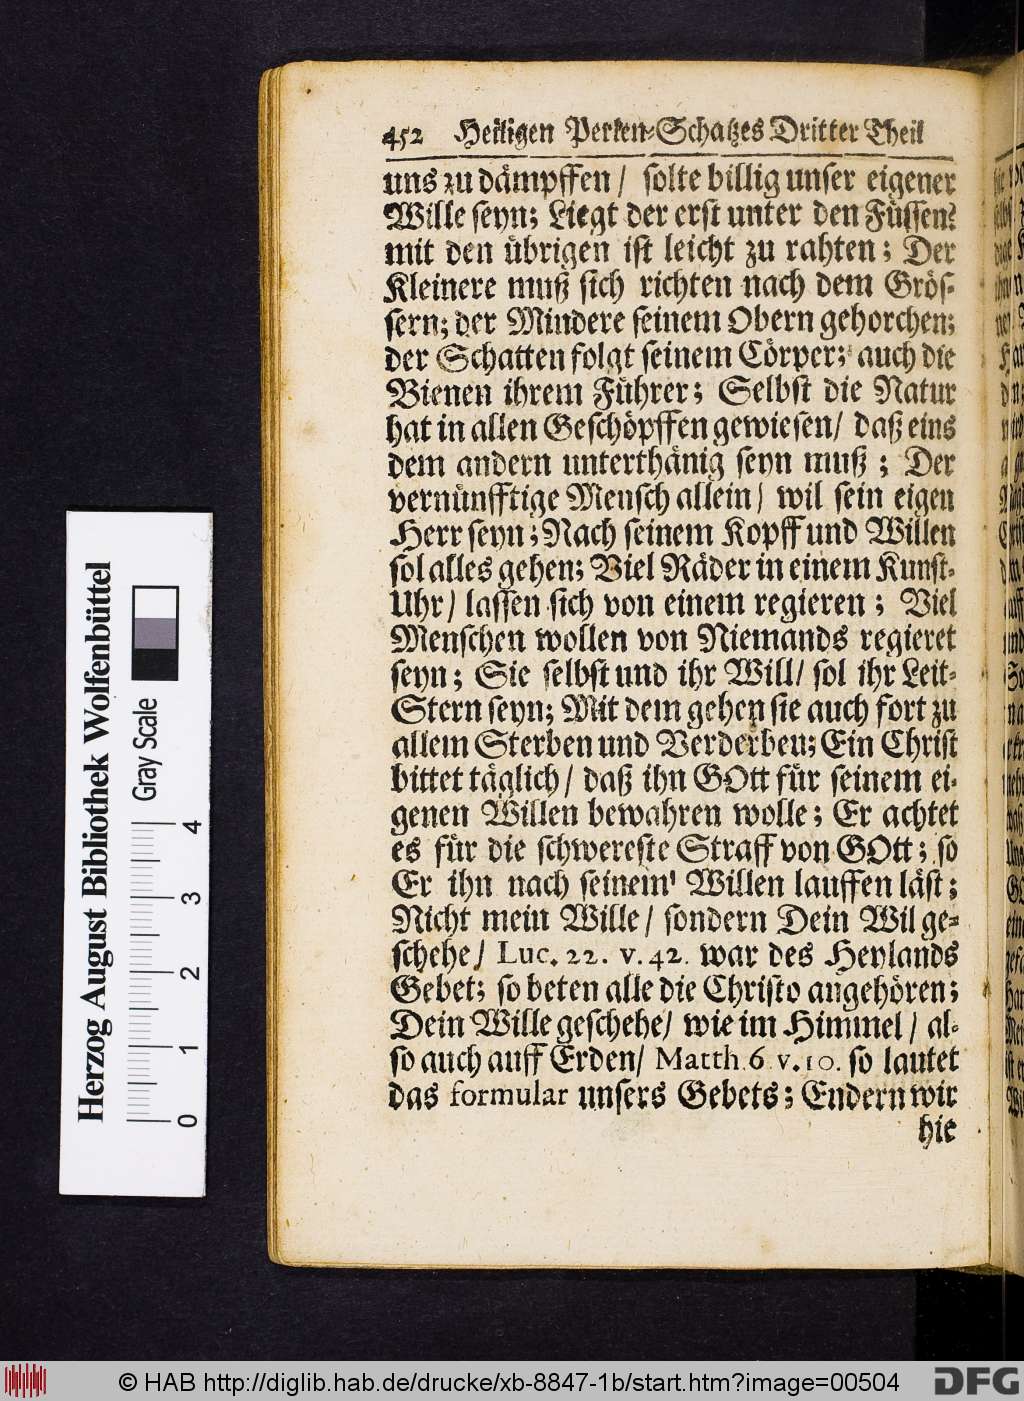 452 Heiligen Perlen-Schatzes Dritter Theil
uns zu dämpffen / solte billig unser eigener
Wille seyn; Liegt der erst unter den Füssen?
mit den übrigen ist leicht zu rahten; Der
Kleinere muß sich richten nach dem Grös-
sern; der Mindere seinem Obern gehorchen;
der Schatten folgt seinem Cörper; auch die
Bienen ihrem Führer; Selbst die Natur
hat in allen Geschöpffen gewiesen / daß eins
dem andern unterthänig seyn muß; Der
vernünfftige Mensch allein / wil sein eigen
Herr seyn; Nach seinem Kopff und Willen
sol alles gehen; Viel Räder in einem Kunst-
Uhr / lassen sich von einem regieren; Viel
Menschen wollen von Niemands regieret
seyn; Sie selbst und ihr Will / sol ihr Leit-
Stern seyn; Mit dem gehen sie auch fort zu
allem Sterben und Verderben; Ein Christ
bittet täglich / daß ihn GOtt für seinem ei-
genen Willen bewahren wolle; Er achtet
es für die schwereste Straff von GOtt; so
Er ihn nach seinem Willen lauffen läst;
Nicht mein Wille / sondern Dein Wil ge-
schehe / Luc. 22. v. 42. war des Heylands
Gebet; so beten alle die Christo angehören;
Dein Wille geschehe / wie im Himmel / al-
so auch auff Erden / Matth. 6 v. 10. so lautet
das formular unsers Gebets; Endern wir
hie
Herzog August Bibliothek Wolfenbüttel
Gray Scale
0 1 2 3 4
© HAB http://diglib.hab.de/drucke/xb-8847-1b/start.htm?image=00504
DFG